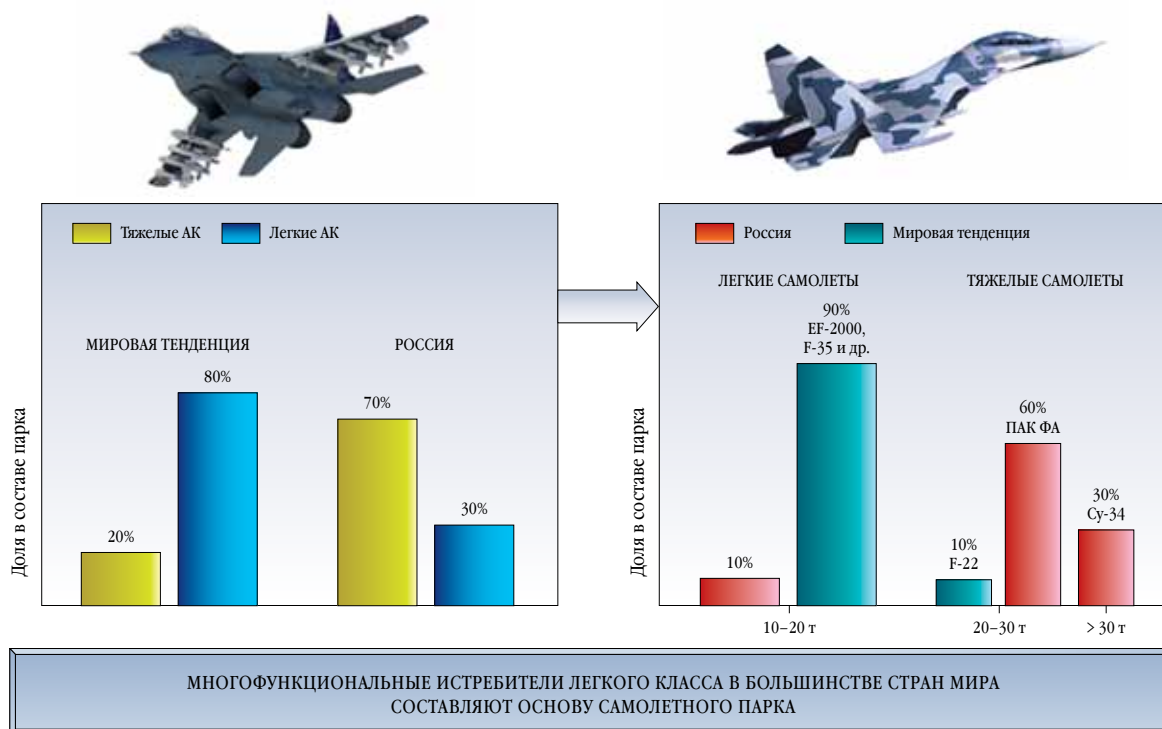 Тяжелые АК
Легкие АК
МИРОВАЯ ТЕНДЕНЦИЯ
РОССИЯ
Доля в составе парка
20%
80%
70%
30%
Россия
Мировая тенденция
ЛЕГКИЕ САМОЛЕТЫ
ТЯЖЕЛЫЕ САМОЛЕТЫ
Доля в составе парка
10%
90%
EF-2000,
F-35 и др.
10%
F-22
60%
ПАК ФА
30%
Су-34
10–20 т
20–30 т
> 30 т
МНОГОФУНКЦИОНАЛЬНЫЕ ИСТРЕБИТЕЛИ ЛЕГКОГО КЛАССА В БОЛЬШИНСТВЕ СТРАН МИРА
СОСТАВЛЯЮТ ОСНОВУ САМОЛЕТНОГО ПАРКА